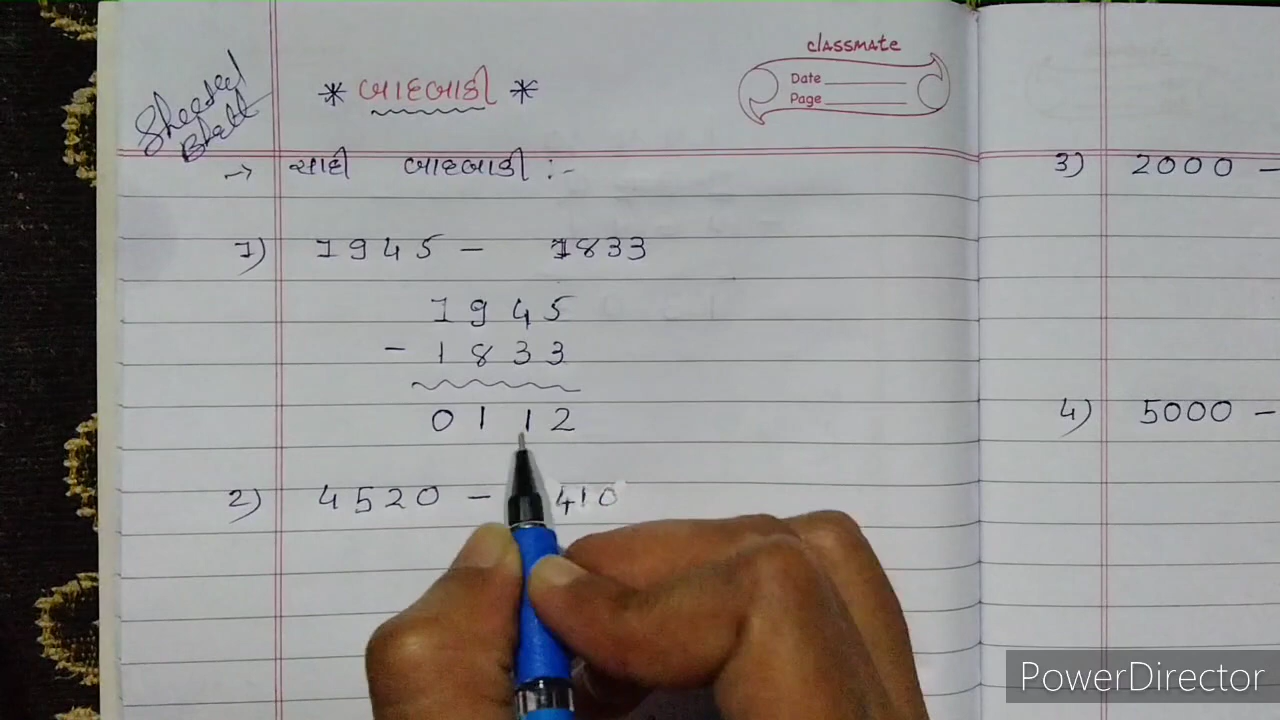 Sheetal
Bhatt
* બાદબાકી *
classmate
Date
Page
→ સાદી બાદબાકી :-
1) 1945 - 1833
1945
- 1833
0112
2) 4520 - 410
3) 2000 -
4) 5000 -
PowerDirector